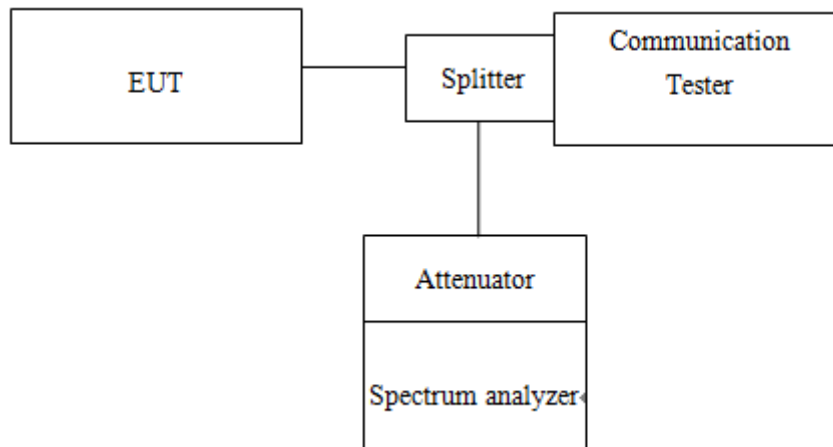 EUT
Splitter
Communication
Tester
Attenuator
Spectrum analyzer